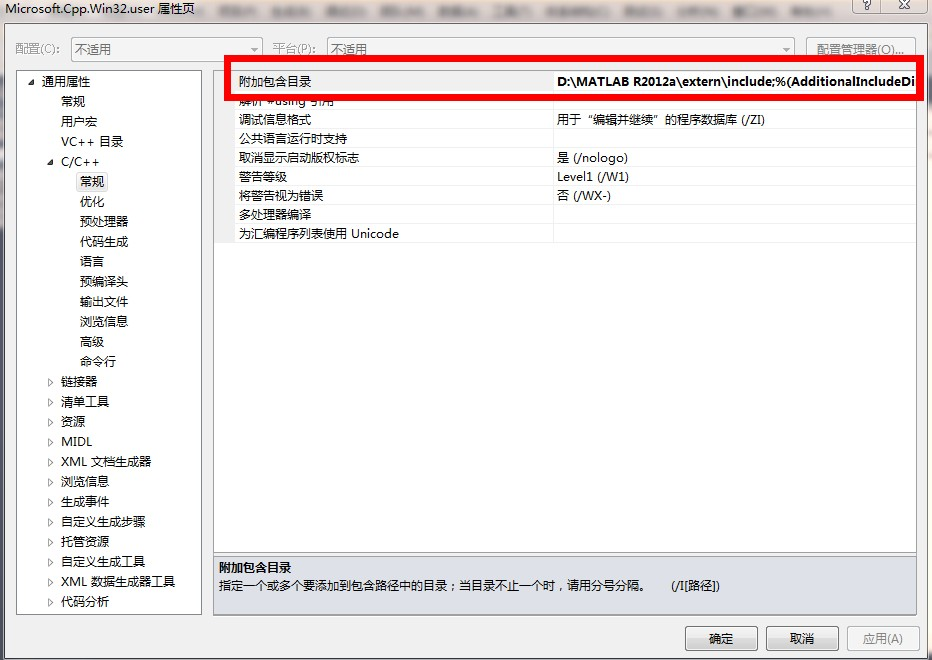 Microsoft.Cpp.Win32.user 属性页
配置(C): 不适用 平台(P): 不适用 配置管理器(O)...
通用属性
常规
用户宏
VC++ 目录
C/C++
常规
优化
预处理器
代码生成
语言
预编译头
输出文件
浏览信息
高级
命令行
链接器
清单工具
资源
MIDL
XML 文档生成器
浏览信息
生成事件
自定义生成步骤
托管资源
自定义生成工具
XML 数据生成器工具
代码分析
附加包含目录 D:\MATLAB R2012a\extern\include;%(AdditionalIncludeDi
解析 #using 引用
调试信息格式 用于“编辑并继续”的程序数据库 (/ZI)
公共语言运行时支持
取消显示启动版权标志 是 (/nologo)
警告等级 Level1 (/W1)
将警告视为错误 否 (/WX-)
多处理器编译
为汇编程序列表使用 Unicode
附加包含目录
指定一个或多个要添加到包含路径中的目录；当目录不止一个时，请用分号分隔。 (/I[路径])
确定 取消 应用(A)